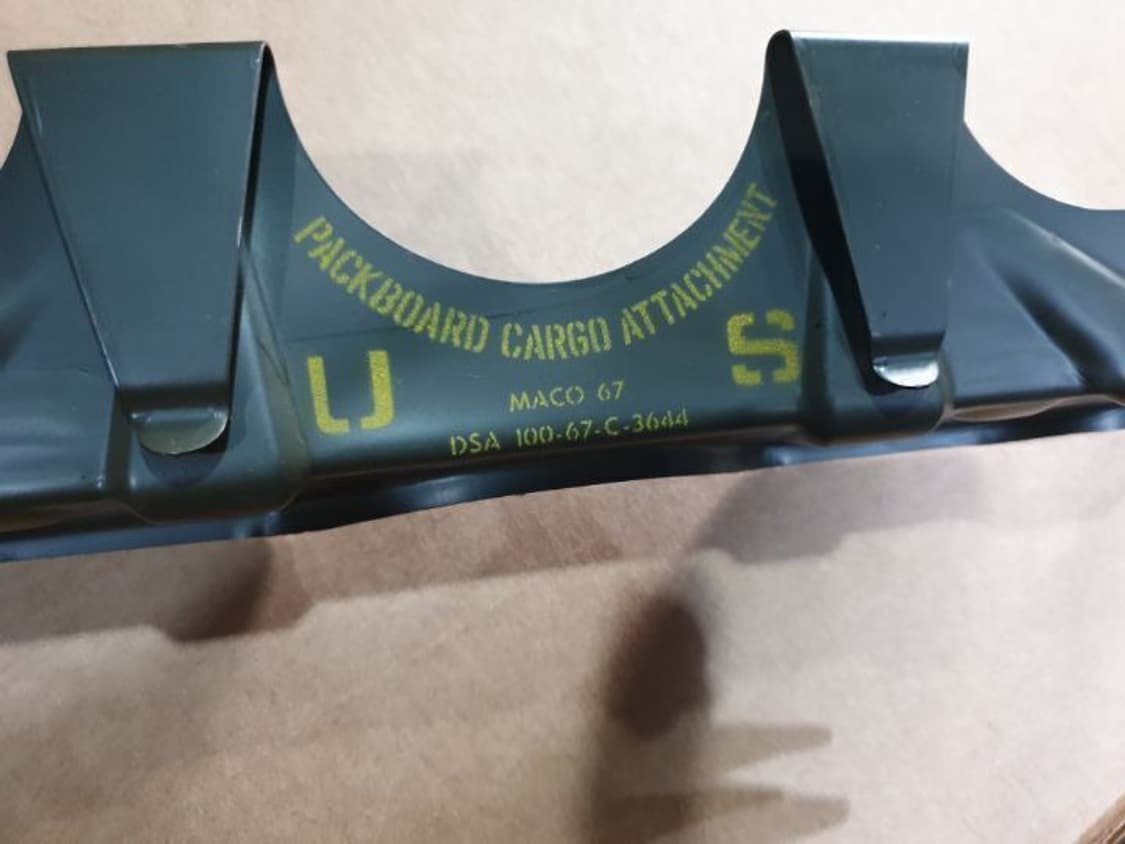 PACKBOARD CARGO ATTACHMENT
U S
MACO 67
DSA 100-67-C-3644